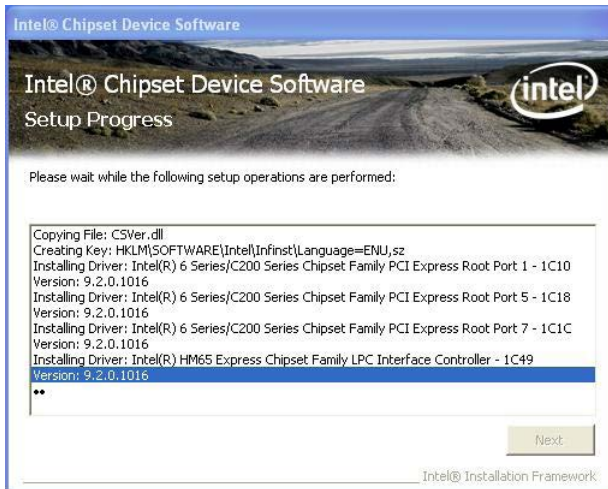 Intel® Chipset Device Software
Intel® Chipset Device Software
intel
Setup Progress
Please wait while the following setup operations are performed:
Copying File: CSVer.dll
Creating Key: HKLM\SOFTWARE\Intel\Infinst\Language=ENU,sz
Installing Driver: Intel(R) 6 Series/C200 Series Chipset Family PCI Express Root Port 1 - 1C10
Version: 9.2.0.1016
Installing Driver: Intel(R) 6 Series/C200 Series Chipset Family PCI Express Root Port 5 - 1C18
Version: 9.2.0.1016
Installing Driver: Intel(R) 6 Series/C200 Series Chipset Family PCI Express Root Port 7 - 1C1C
Version: 9.2.0.1016
Installing Driver: Intel(R) HM65 Express Chipset Family LPC Interface Controller - 1C49
Version: 9.2.0.1016
••
Next
Intel® Installation Framework